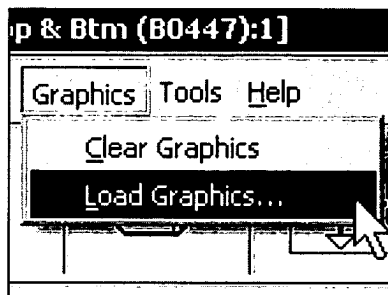 p & Btm (B0447):1]
Graphics Tools Help
Clear Graphics
Load Graphics...